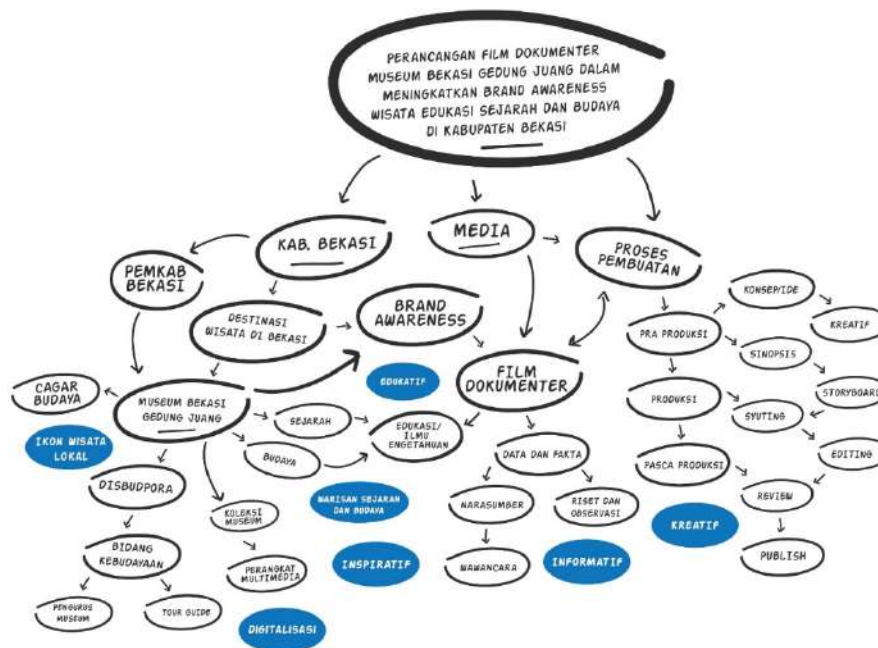 PERANCANGAN FILM DOKUMENTER
MUSEUM BEKASI GEDUNG JUANG DALAM
MENINGKATKAN BRAND AWARENESS
WISATA EDUKASI SEJARAH DAN BUDAYA
DI KABUPATEN BEKASI
KAB. BEKASI
MEDIA
PROSES
PEMBUATAN
PEMKAB
BEKASI
DESTINASI
WISATA DI BEKASI
BRAND
AWARENESS
KONSEP/IDE
KREATIF
PRA PRODUKSI
SINOPSIS
CAGAR
BUDAYA
MUSEUM BEKASI
GEDUNG JUANG
EDUKATIF
FILM
DOKUMENTER
PRODUKSI
STORYBOARD
SYUTING
SEJARAH
EDUKASI/
ILMU
ENGETAHUAN
IKON WISATA
LOKAL
BUDAYA
DATA DAN FAKTA
PASCA PRODUKSI
EDITING
DISBUDPORA
WARISAN SEJARAH
DAN BUDAYA
NARASUMBER
RISET DAN
OBSERVASI
REVIEW
KOLEKSI
MUSEUM
KREATIF
BIDANG
KEBUDAYAAN
PERANGKAT
MULTIMEDIA
INSPIRATIF
WAWANCARA
INFORMATIF
PUBLISH
PENGURUS
MUSEUM
TOUR GUIDE
DIGITALISASI